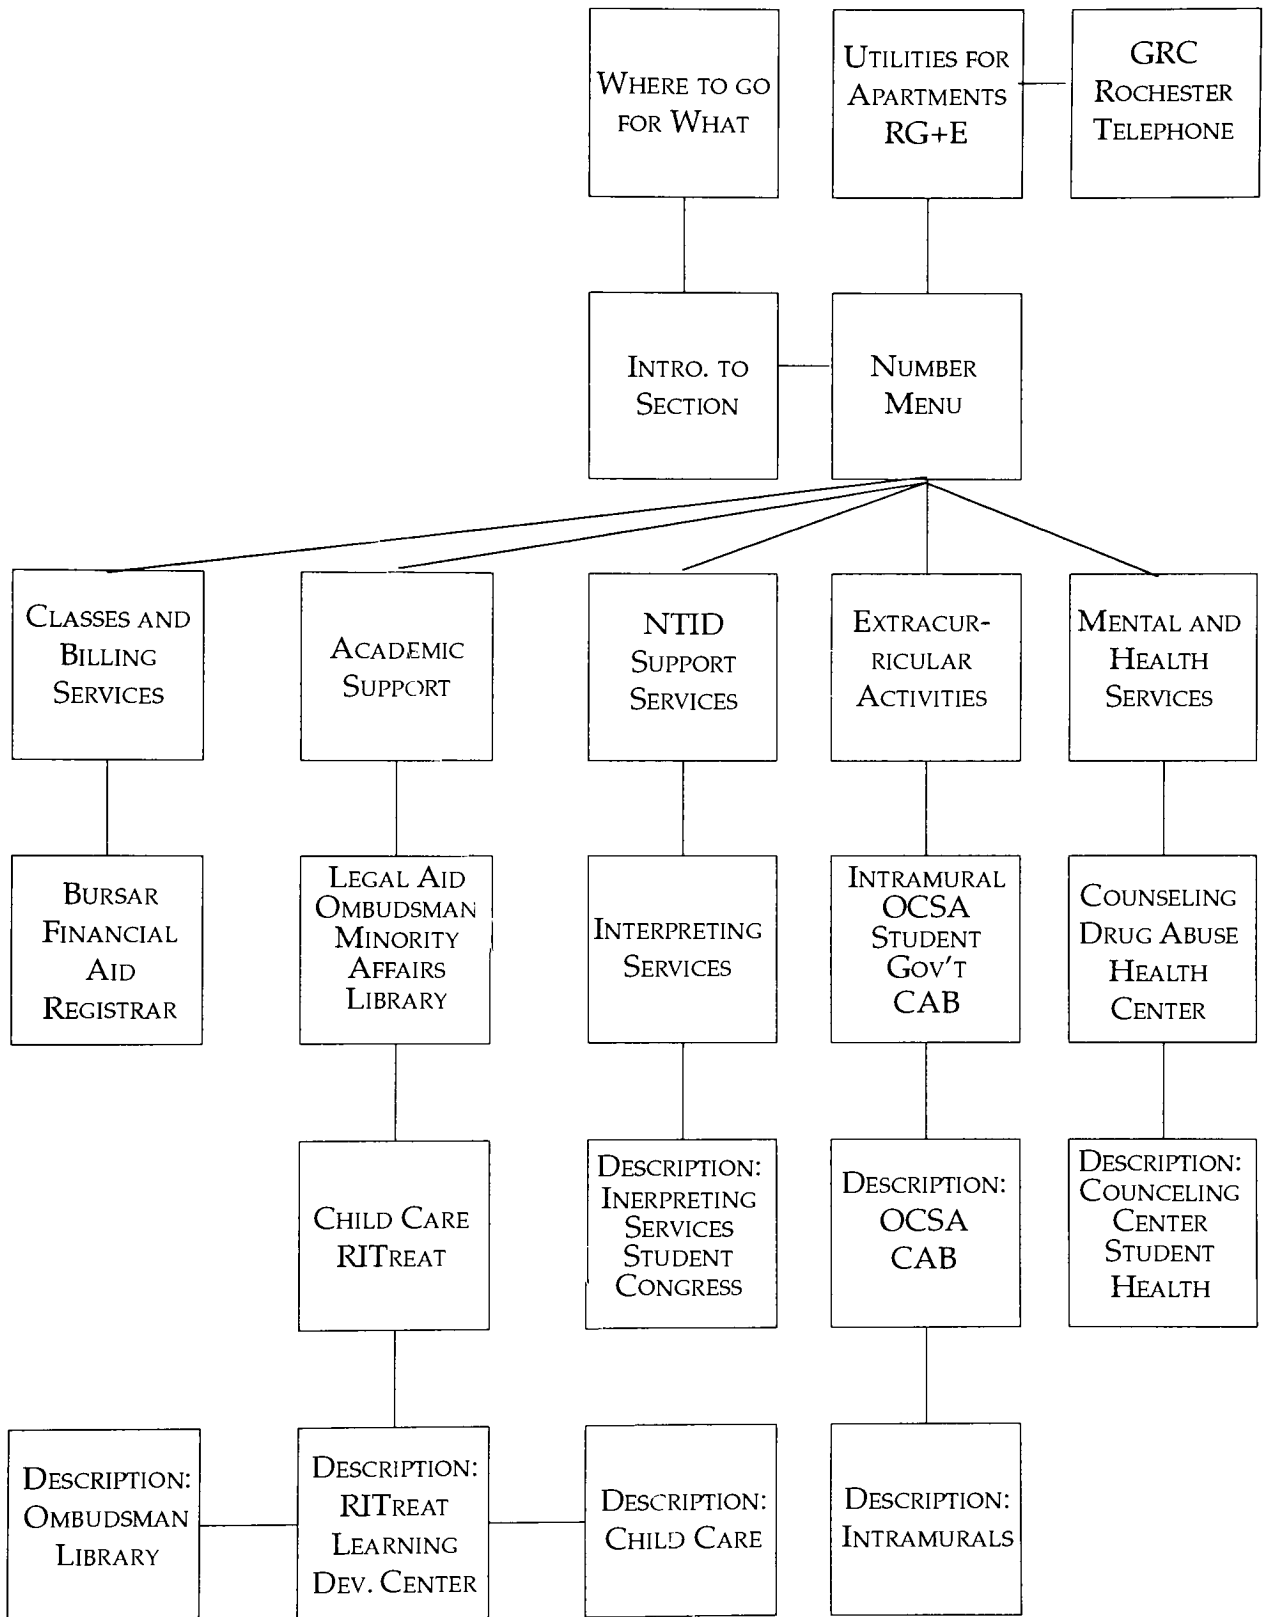 WHERE TO GO
FOR WHAT
UTILITIES FOR
APARTMENTS
RG+E
GRC
ROCHESTER
TELEPHONE
INTRO. TO
SECTION
NUMBER
MENU
CLASSES AND
BILLING
SERVICES
ACADEMIC
SUPPORT
NTID
SUPPORT
SERVICES
EXTRACUR-
RICULAR
ACTIVITIES
MENTAL AND
HEALTH
SERVICES
BURSAR
FINANCIAL
AID
REGISTRAR
LEGAL AID
OMBUDSMAN
MINORITY
AFFAIRS
LIBRARY
INTERPRETING
SERVICES
INTRAMURAL
OCSA
STUDENT
GOV'T
CAB
COUNSELING
DRUG ABUSE
HEALTH
CENTER
CHILD CARE
RITREAT
DESCRIPTION:
INERPRETING
SERVICES
STUDENT
CONGRESS
DESCRIPTION:
OCSA
CAB
DESCRIPTION:
COUNCELING
CENTER
STUDENT
HEALTH
DESCRIPTION:
OMBUDSMAN
LIBRARY
DESCRIPTION:
RITREAT
LEARNING
DEV. CENTER
DESCRIPTION:
CHILD CARE
DESCRIPTION:
INTRAMURALS